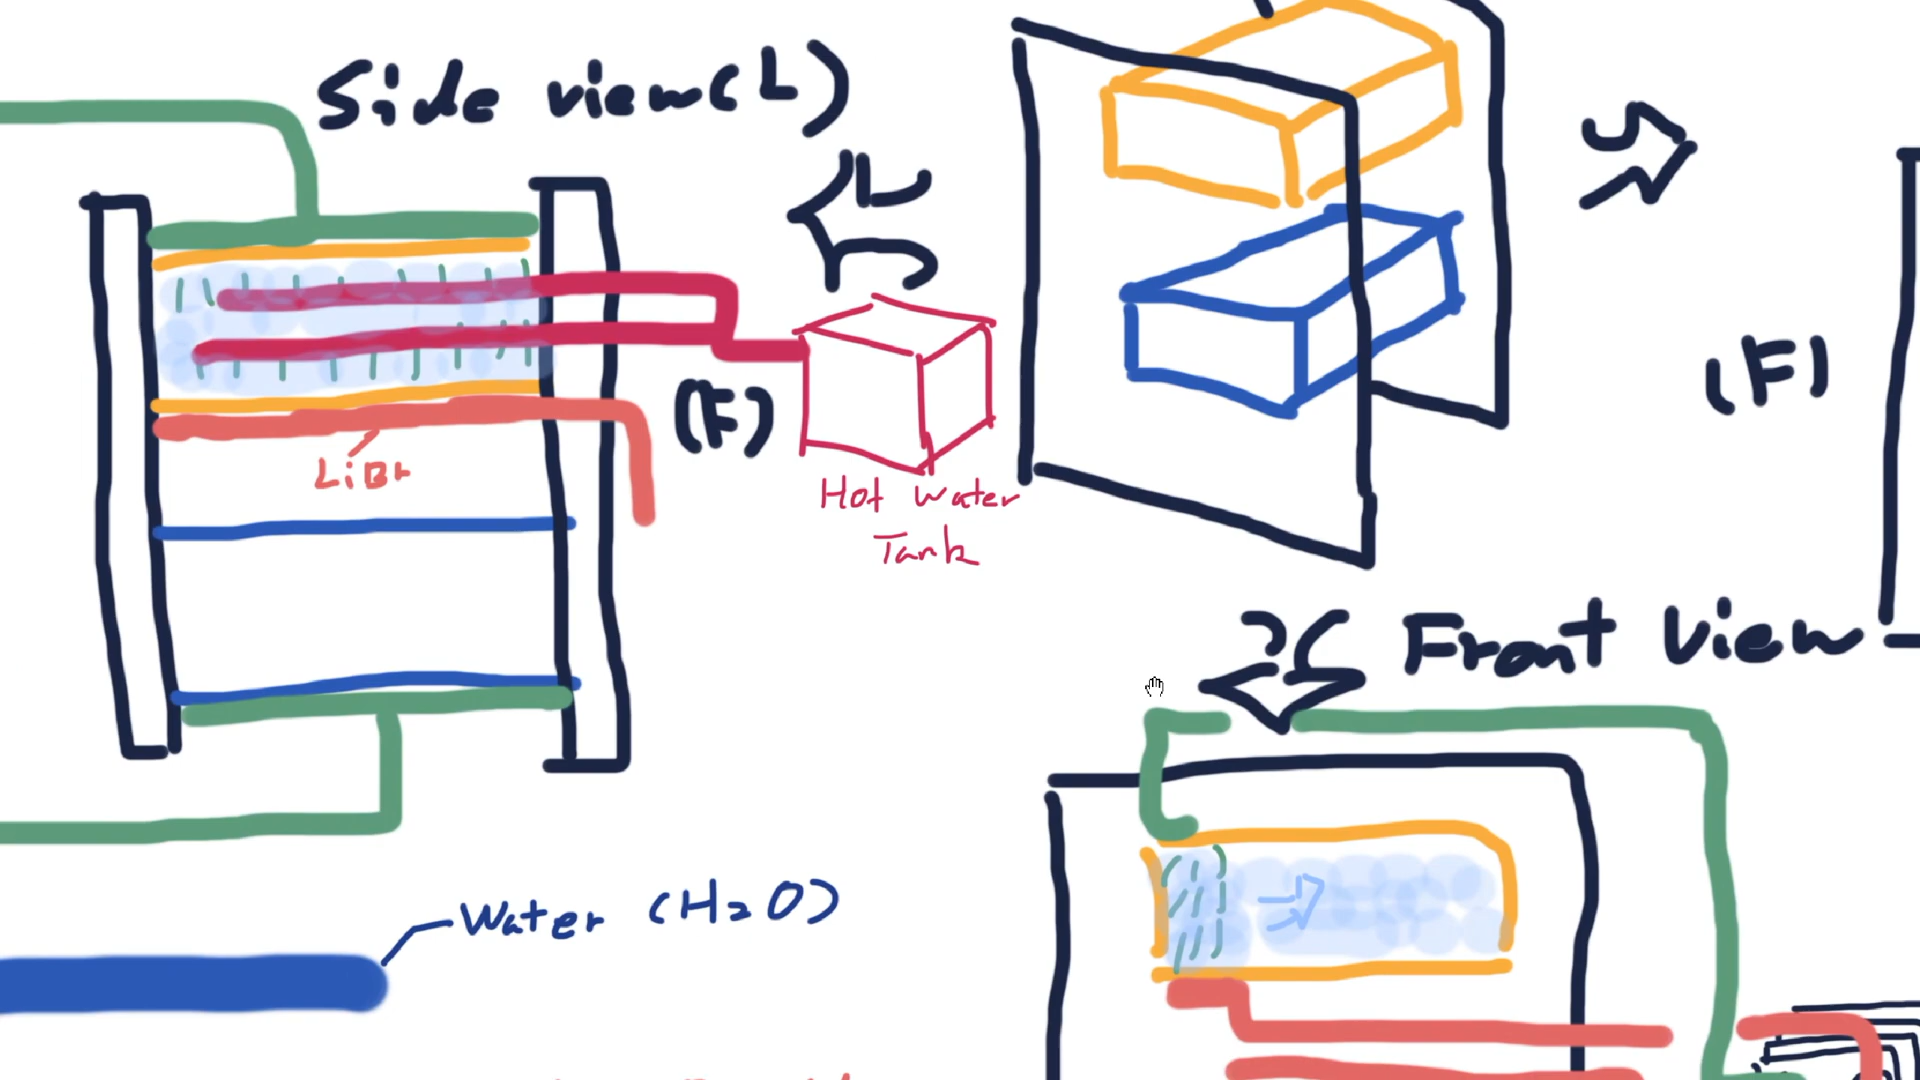 Side view(L)
(F)
LiBr
Hot water
Tank
(F)
Front View
Water (H2O)